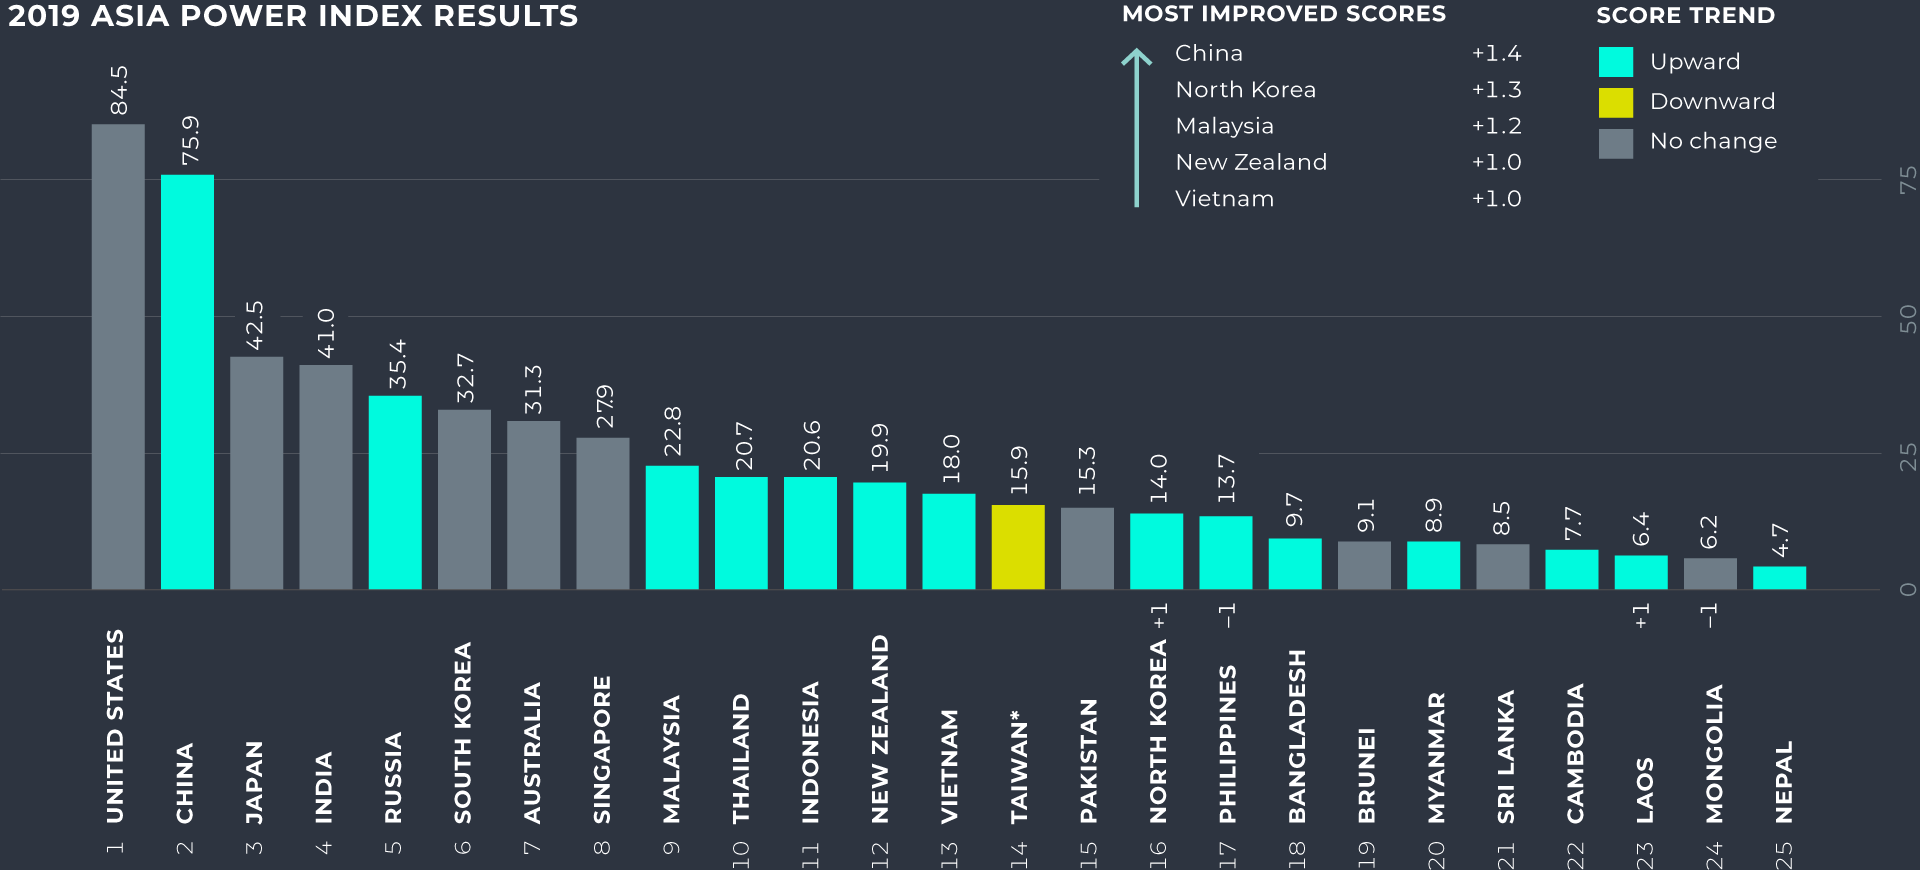 2019 ASIA POWER INDEX RESULTS
MOST IMPROVED SCORES
China +1.4
North Korea +1.3
Malaysia +1.2
New Zealand +1.0
Vietnam +1.0
SCORE TREND
Upward
Downward
No change
75
50
25
0
84.5
75.9
42.5
41.0
35.4
32.7
31.3
27.9
22.8
20.7
20.6
19.9
18.0
15.9
15.3
14.0
13.7
9.7
9.1
8.9
8.5
7.7
6.4
6.2
4.7
1 UNITED STATES
2 CHINA
3 JAPAN
4 INDIA
5 RUSSIA
6 SOUTH KOREA
7 AUSTRALIA
8 SINGAPORE
9 MALAYSIA
10 THAILAND
11 INDONESIA
12 NEW ZEALAND
13 VIETNAM
14 TAIWAN*
15 PAKISTAN
16 NORTH KOREA +1
17 PHILIPPINES −1
18 BANGLADESH
19 BRUNEI
20 MYANMAR
21 SRI LANKA
22 CAMBODIA
23 LAOS +1
24 MONGOLIA −1
25 NEPAL